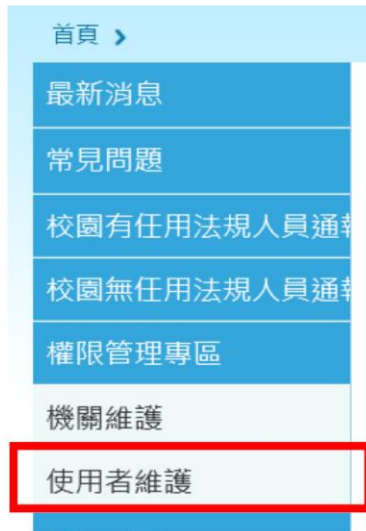 首頁 >
最新消息
常見問題
校園有任用法規人員通
校園無任用法規人員通
權限管理專區
機關維護
使用者維護